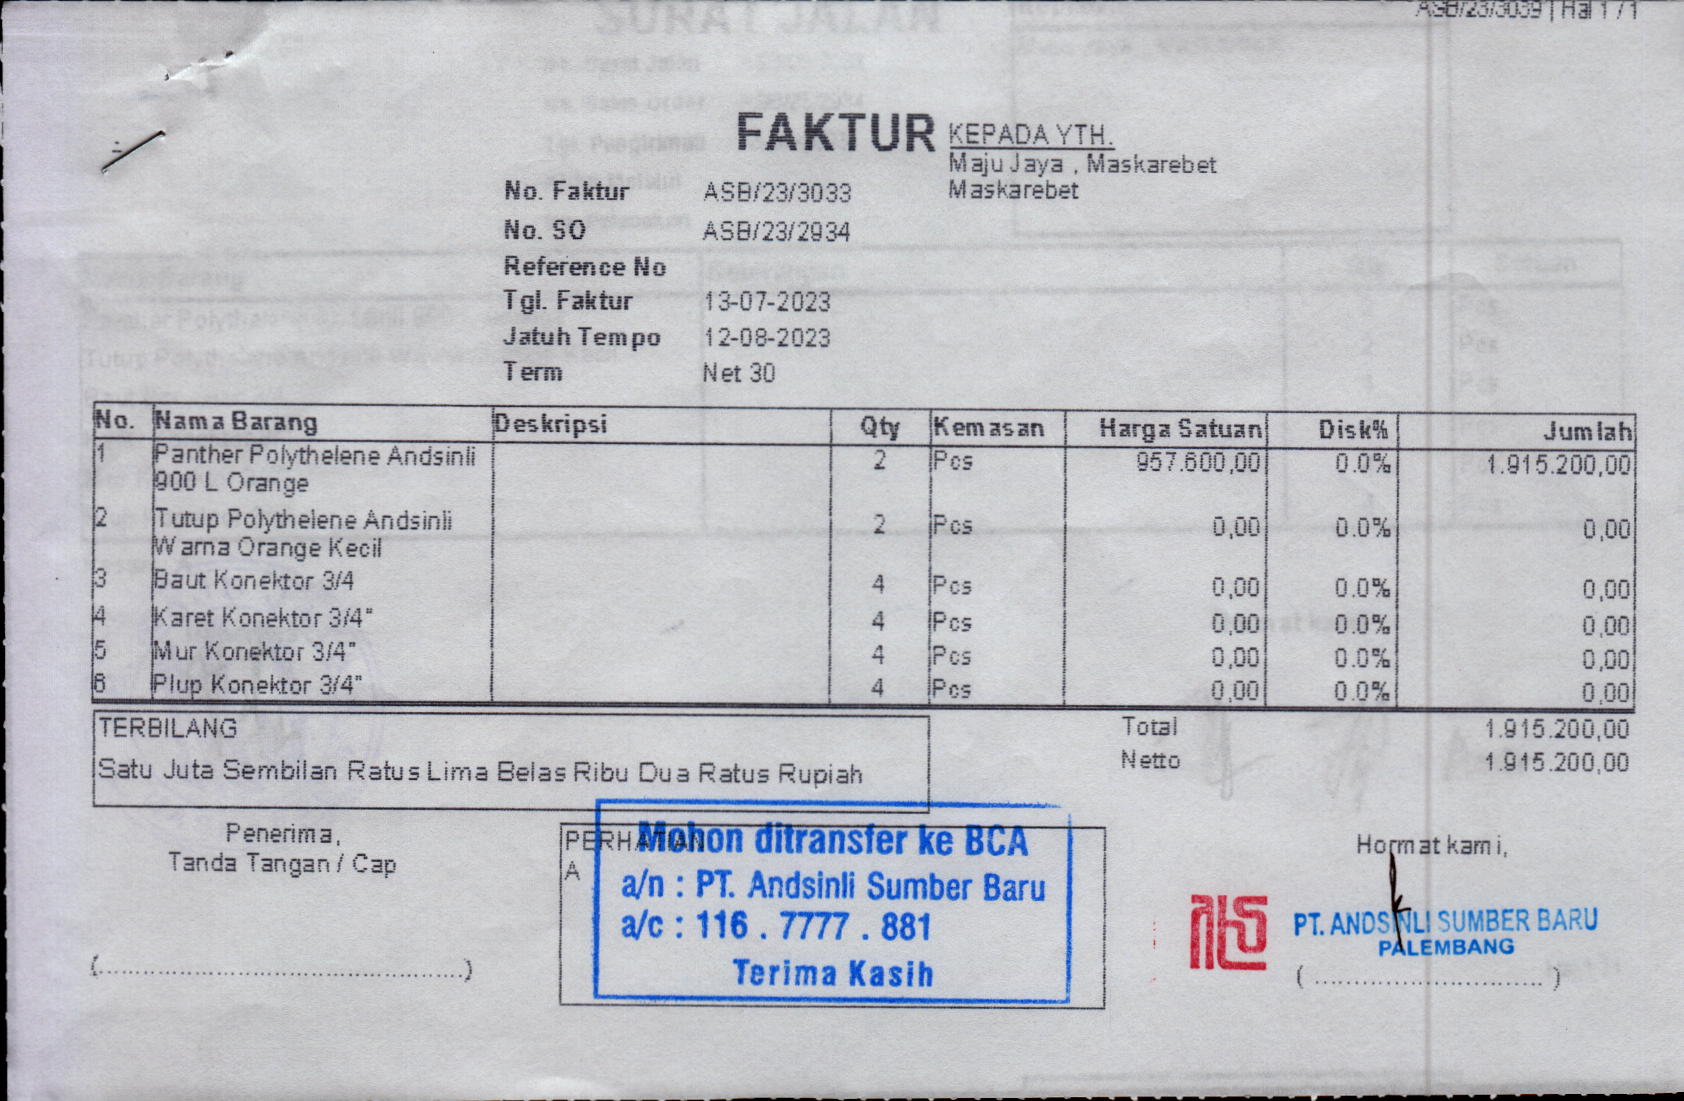 ASB/23/3039 | Hal 1 / 1
SURAT JALAN
FAKTUR
KEPADA YTH.
Maju Jaya , Maskarebet
Maskarebet
No. Faktur ASB/23/3033
No. SO ASB/23/2934
Reference No
Tgl. Faktur 13-07-2023
Jatuh Tempo 12-08-2023
Term Net 30
No. Nama Barang Deskripsi Qty Kemasan Harga Satuan Disk% Jumlah
1 Panther Polythelene Andsinli 2 Pcs 957.600,00 0.0% 1.915.200,00
900 L Orange
2 Tutup Polythelene Andsinli 2 Pcs 0,00 0.0% 0,00
Warna Orange Kecil
3 Baut Konektor 3/4 4 Pcs 0,00 0.0% 0,00
4 Karet Konektor 3/4" 4 Pcs 0,00 0.0% 0,00
5 Mur Konektor 3/4" 4 Pcs 0,00 0.0% 0,00
6 Plup Konektor 3/4" 4 Pcs 0,00 0.0% 0,00
TERBILANG
Satu Juta Sembilan Ratus Lima Belas Ribu Dua Ratus Rupiah
Total 1.915.200,00
Netto 1.915.200,00
Penerima,
Tanda Tangan / Cap
(...........................................)
PERHATIAN
A
Mohon ditransfer ke BCA
a/n : PT. Andsinli Sumber Baru
a/c : 116 . 7777 . 881
Terima Kasih
Hormat kami,
PT. ANDSINLI SUMBER BARU
PALEMBANG
( ............................ )